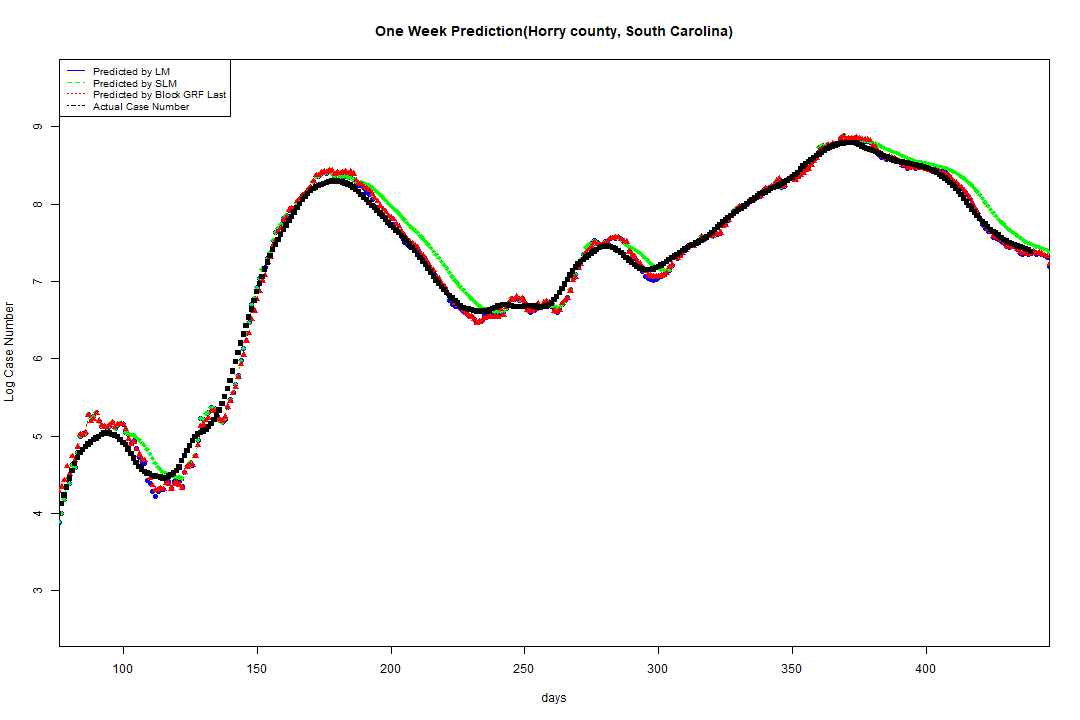 One Week Prediction(Horry county, South Carolina)
Predicted by LM
Predicted by SLM
Predicted by Block GRF Last
Actual Case Number
9
8
7
6
5
4
3
Log Case Number
100 150 200 250 300 350 400
days